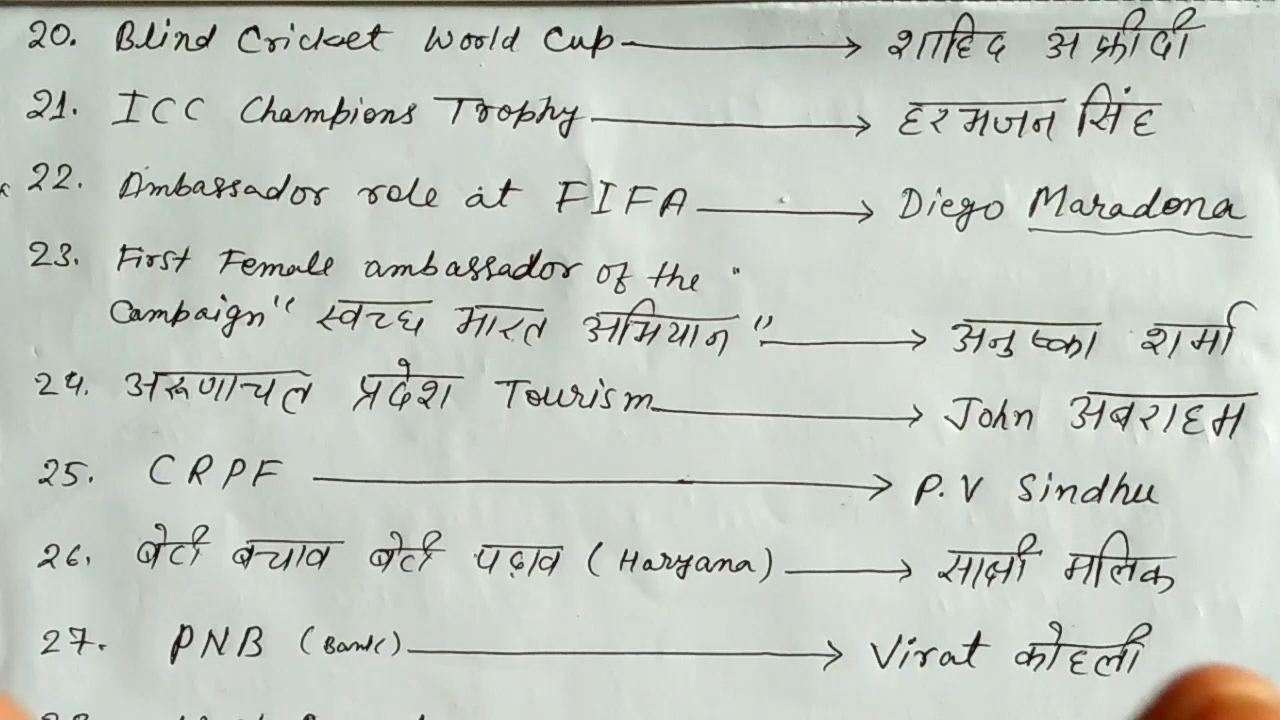 20. Blind Cricket World Cup → शाहिद अफ्रीदी
21. ICC Champions Trophy → हरभजन सिंह
22. Ambassador role at FIFA → Diego Maradona
23. First Female ambassador of the "
Campaign" स्वच्छ भारत अभियान" → अनुष्का शर्मा
24. अरूणाचल प्रदेश Tourism → John अबराहम
25. CRPF → P.V Sindhu
26. बेटी बचाव बेटी पढ़ाव (Haryana) → साक्षी मलिक
27. PNB (Bank) → Virat कोहली